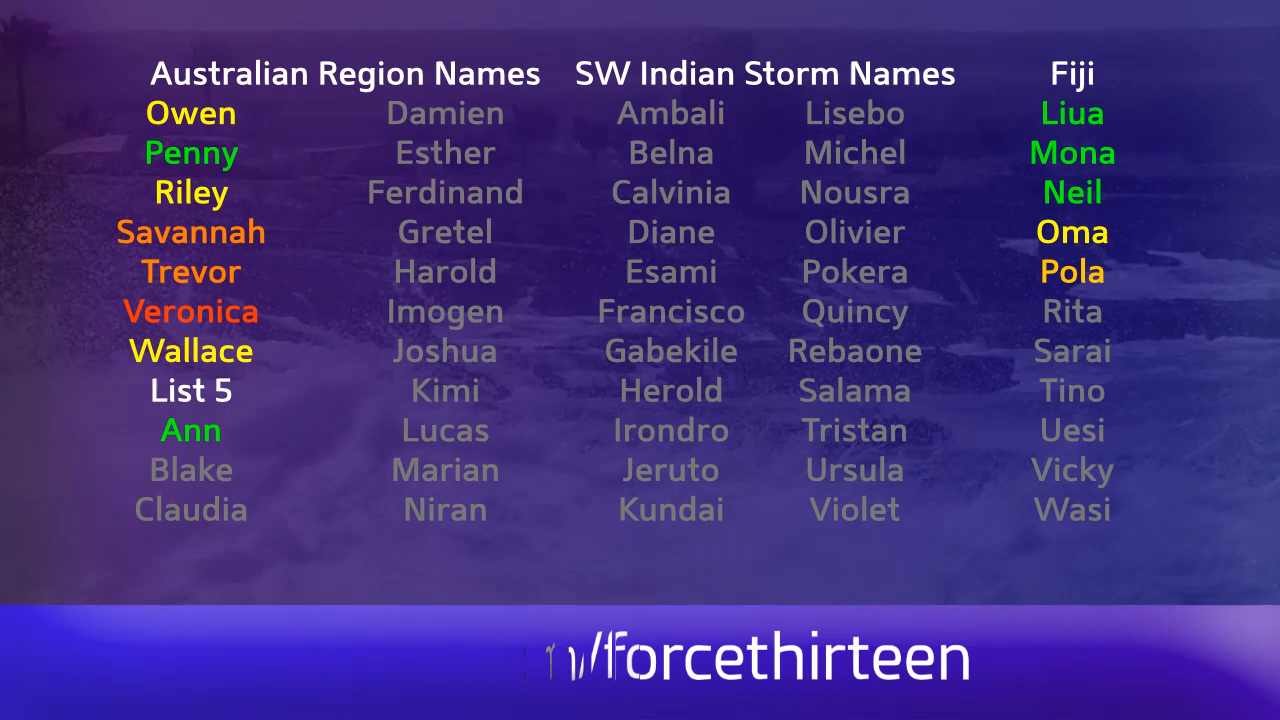 Australian Region Names SW Indian Storm Names Fiji
Owen Damien Ambali Lisebo Liua
Penny Esther Belna Michel Mona
Riley Ferdinand Calvinia Nousra Neil
Savannah Gretel Diane Olivier Oma
Trevor Harold Esami Pokera Pola
Veronica Imogen Francisco Quincy Rita
Wallace Joshua Gabekile Rebaone Sarai
List 5 Kimi Herold Salama Tino
Ann Lucas Irondro Tristan Uesi
Blake Marian Jeruto Ursula Vicky
Claudia Niran Kundai Violet Wasi
/forcethirteen